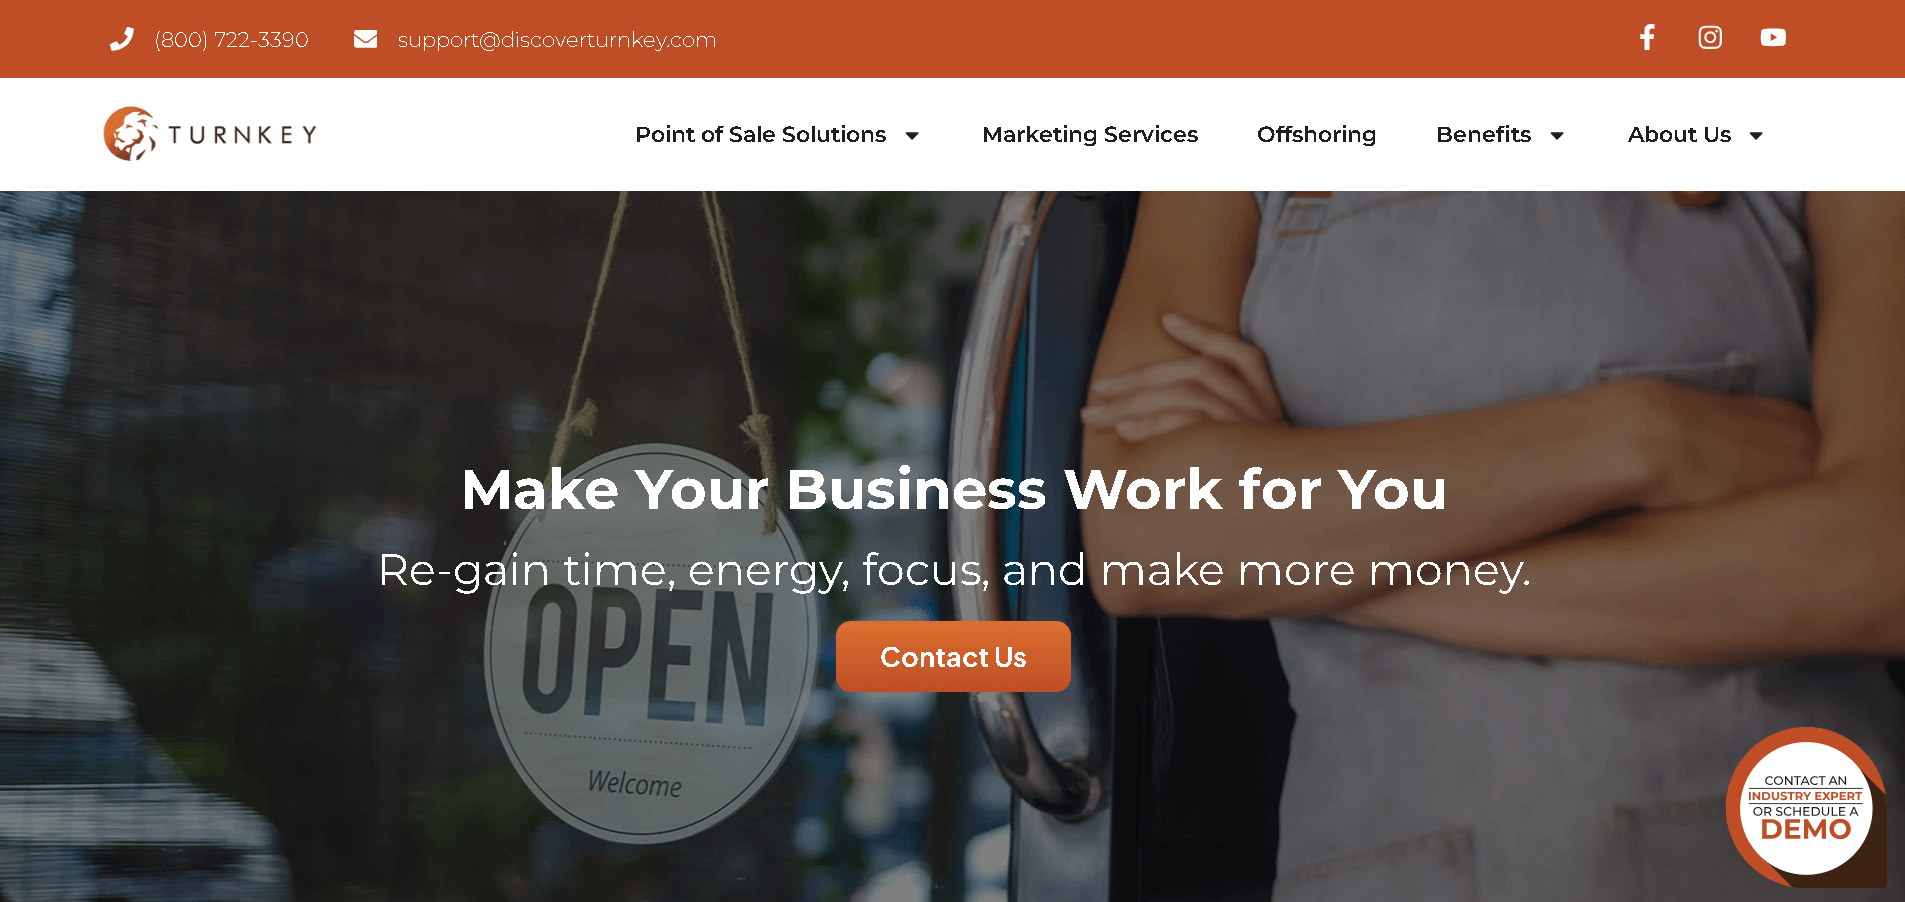 (800) 722-3390
support@discoverturnkey.com
TURNKEY
Point of Sale Solutions
Marketing Services
Offshoring
Benefits
About Us
Make Your Business Work for You
Re-gain time, energy, focus, and make more money.
OPEN
Contact Us
Welcome
CONTACT AN
INDUSTRY EXPERT
OR SCHEDULE A
DEMO